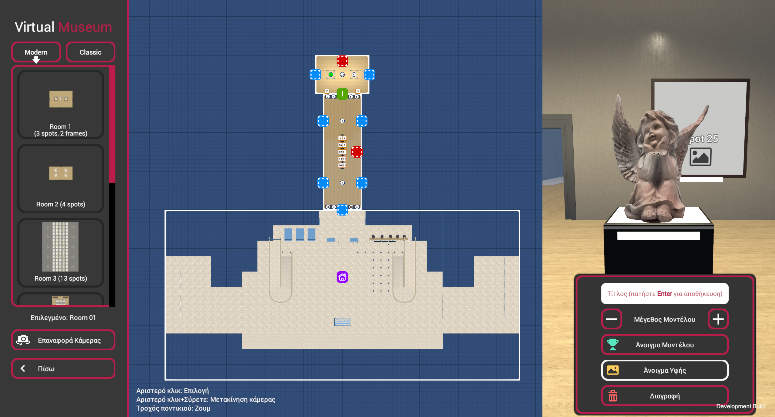 Virtual Museum
Modern
Classic
Room 1
(3 spots, 2 frames)
Room 2 (4 spots)
Room 3 (13 spots)
Επιλεγμένο: Room 01
Επαναφορά Κάμερας
Πίσω
Αριστερό κλικ: Επιλογή
Αριστερό κλικ+Σύρετε: Μετακίνηση κάμερας
Τροχός ποντικιού: Ζουμ
ot 25
Τίτλος (πατήστε Enter για αποθήκευση)
Μέγεθος Μοντέλου
Άνοιγμα Μοντέλου
Άνοιγμα Υφής
Διαγραφή
Development Build